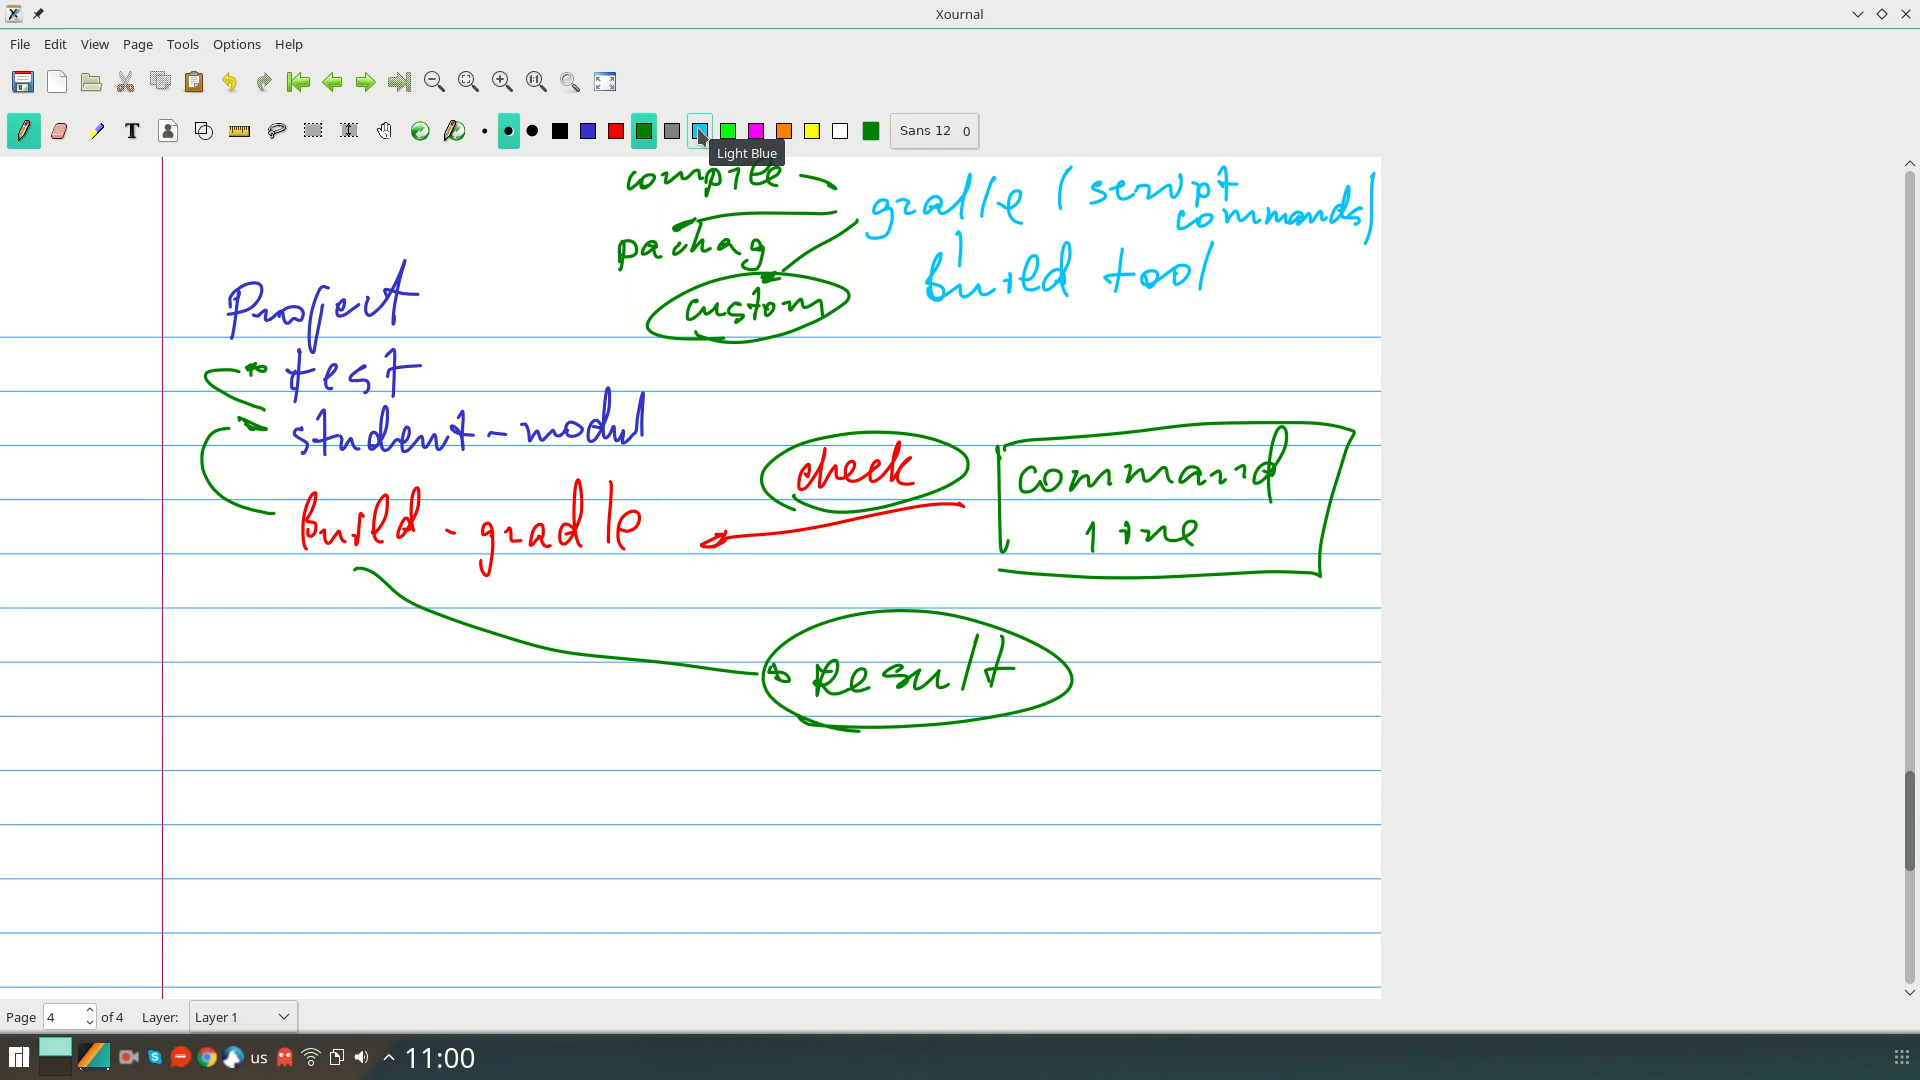 Xournal
File Edit View Page Tools Options Help
Sans 12 0
Light Blue
compile
gradle (script
commands)
packag
build tool
custom
Project
test
student-modul
check
command
line
build-gradle
result
Page 4 of 4 Layer: Layer 1
us 11:00